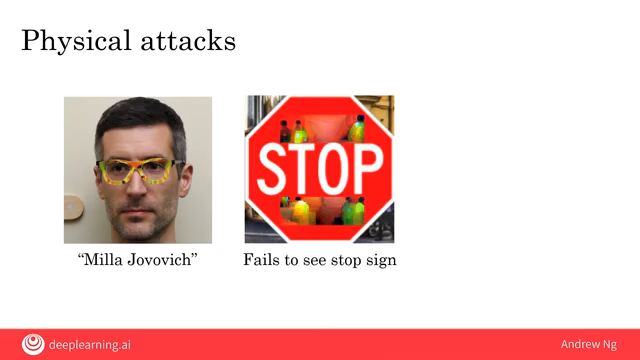 Physical attacks
STOP
“Milla Jovovich”
Fails to see stop sign
deeplearning.ai
Andrew Ng